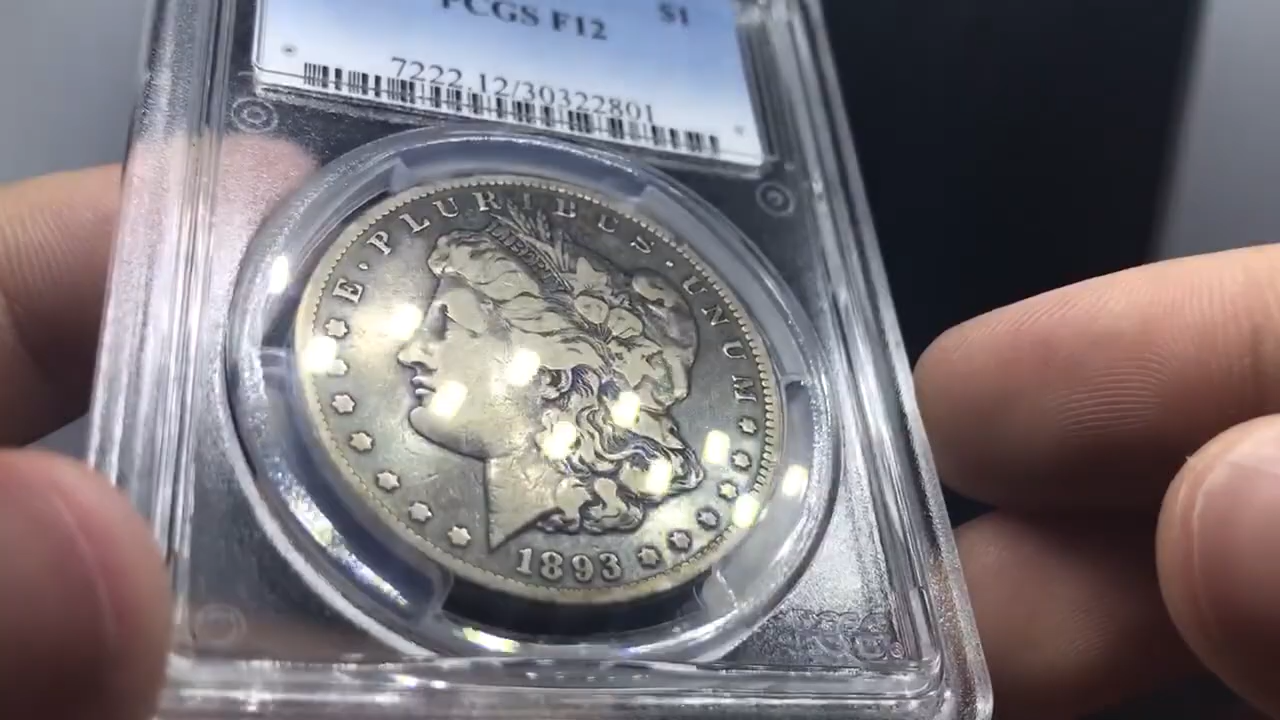 PCGS F12 $1
7222.12/30322801
E·PLURIBUS·UNUM
LIBERTY
1893